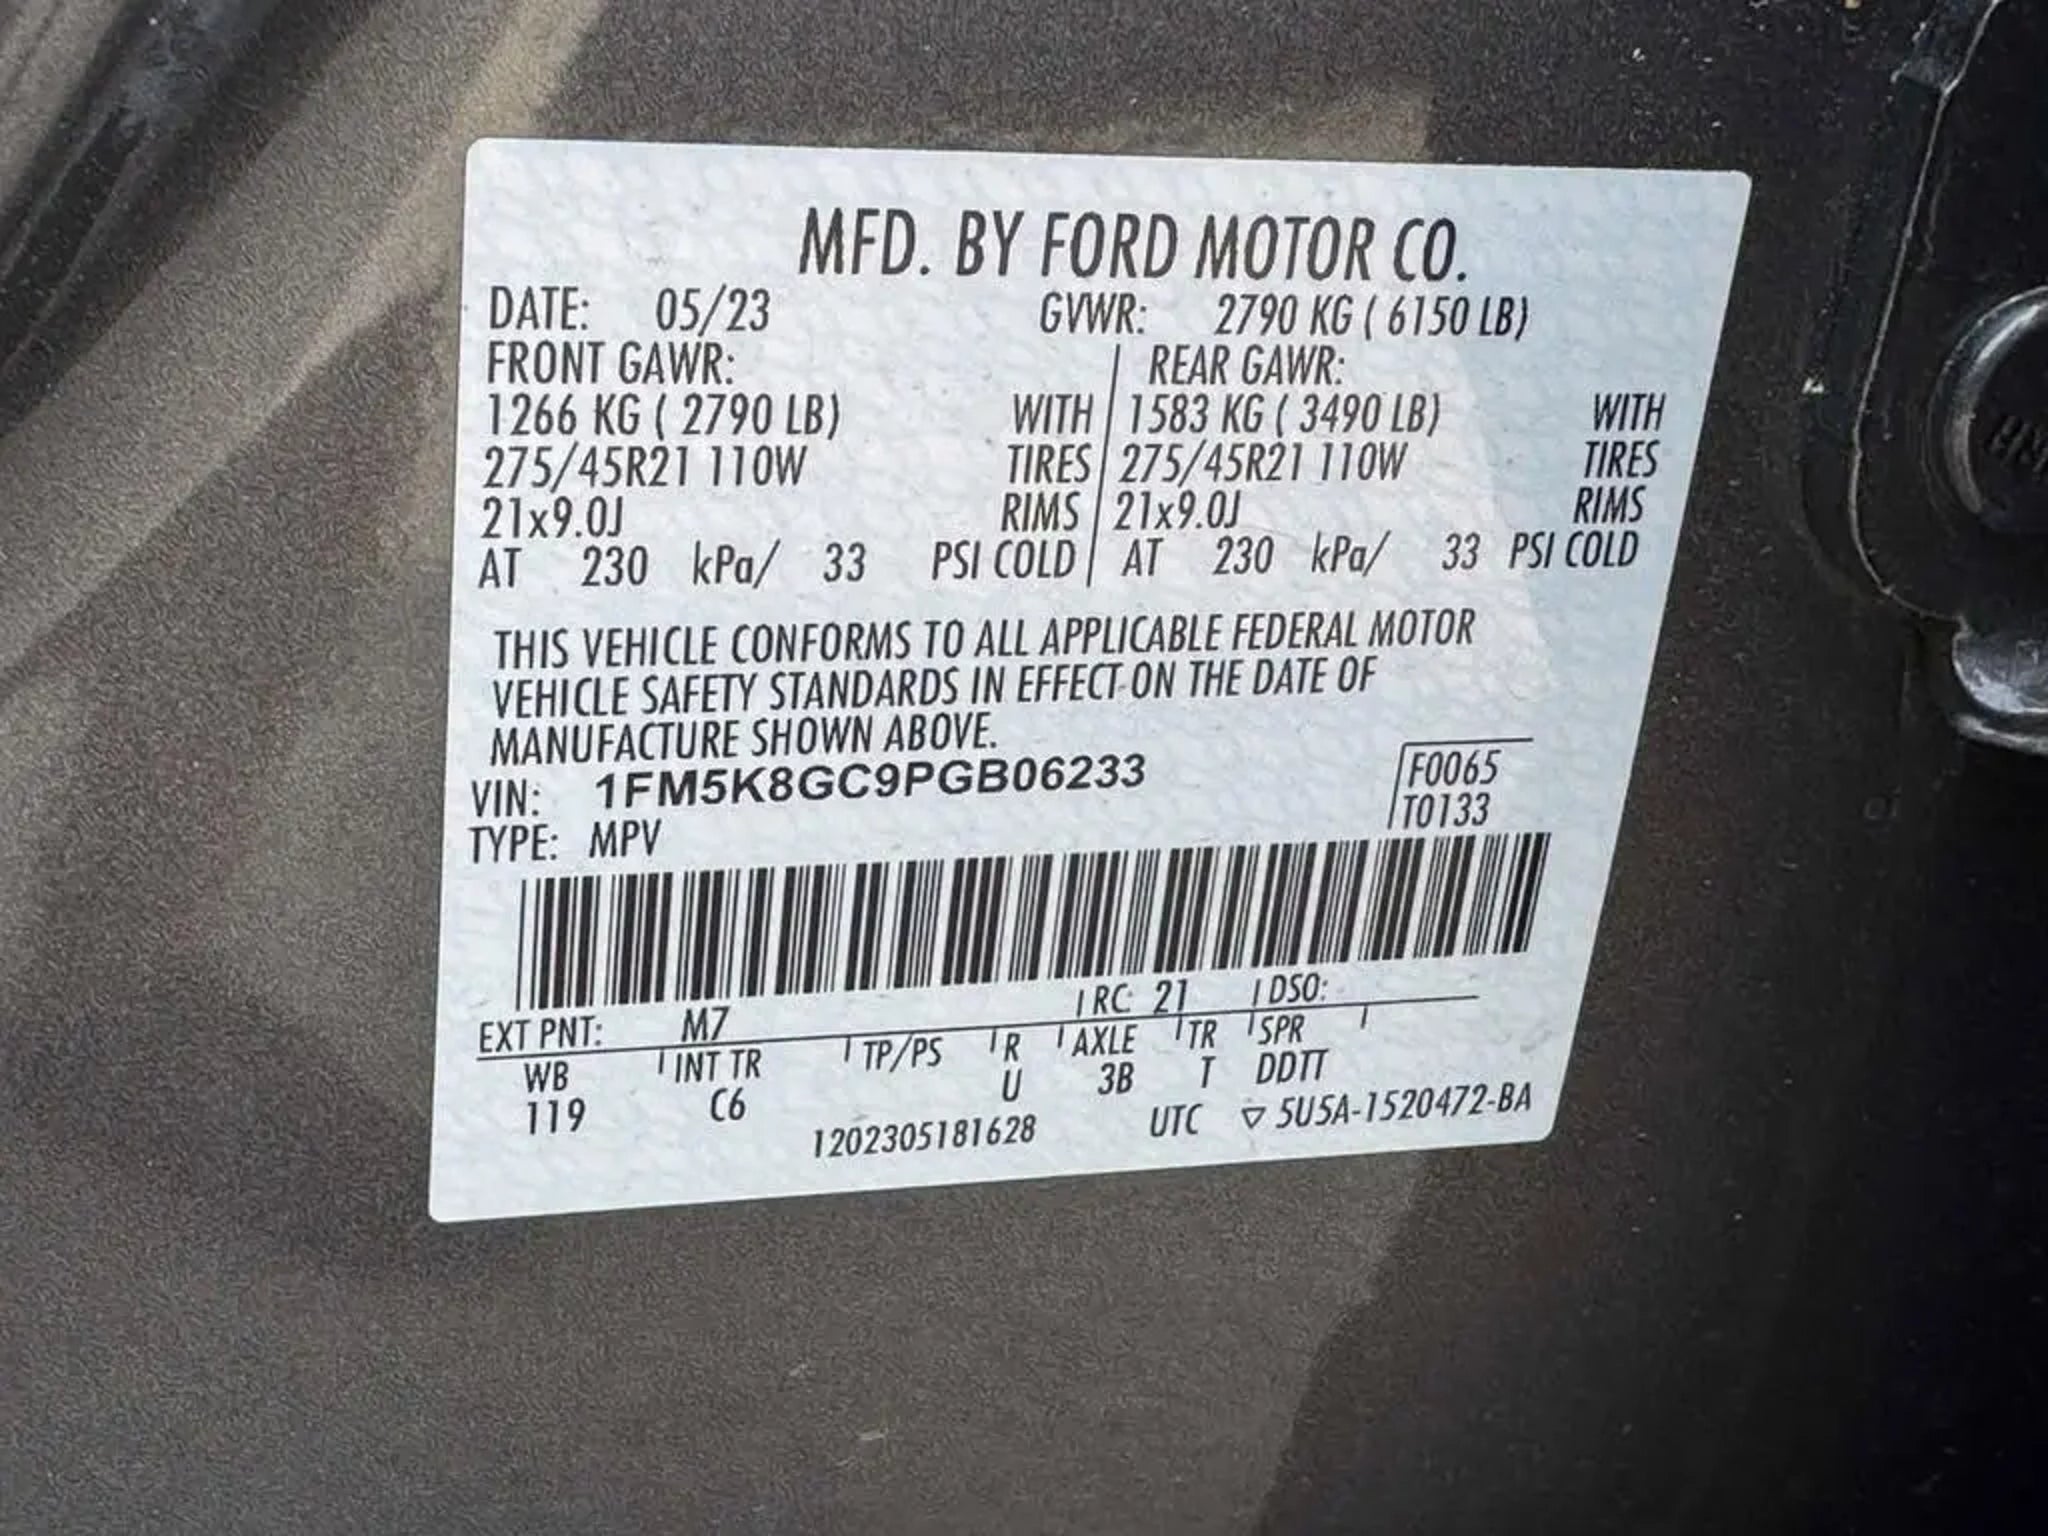 MFD. BY FORD MOTOR CO.
DATE: 05/23 GVWR: 2790 KG ( 6150 LB)
FRONT GAWR: REAR GAWR:
1266 KG ( 2790 LB) WITH 1583 KG ( 3490 LB) WITH
275/45R21 110W TIRES 275/45R21 110W TIRES
21x9.0J RIMS 21x9.0J RIMS
AT 230 kPa/ 33 PSI COLD AT 230 kPa/ 33 PSI COLD
THIS VEHICLE CONFORMS TO ALL APPLICABLE FEDERAL MOTOR
VEHICLE SAFETY STANDARDS IN EFFECT ON THE DATE OF
MANUFACTURE SHOWN ABOVE.
VIN: 1FM5K8GC9PGB06233 F0065
TYPE: MPV T0133
EXT PNT: M7 RC: 21 DSO:
WB INT TR TP/PS R AXLE TR SPR
119 C6 U 3B T DDTT
1202305181628 UTC ▽ 5U5A-1520472-BA